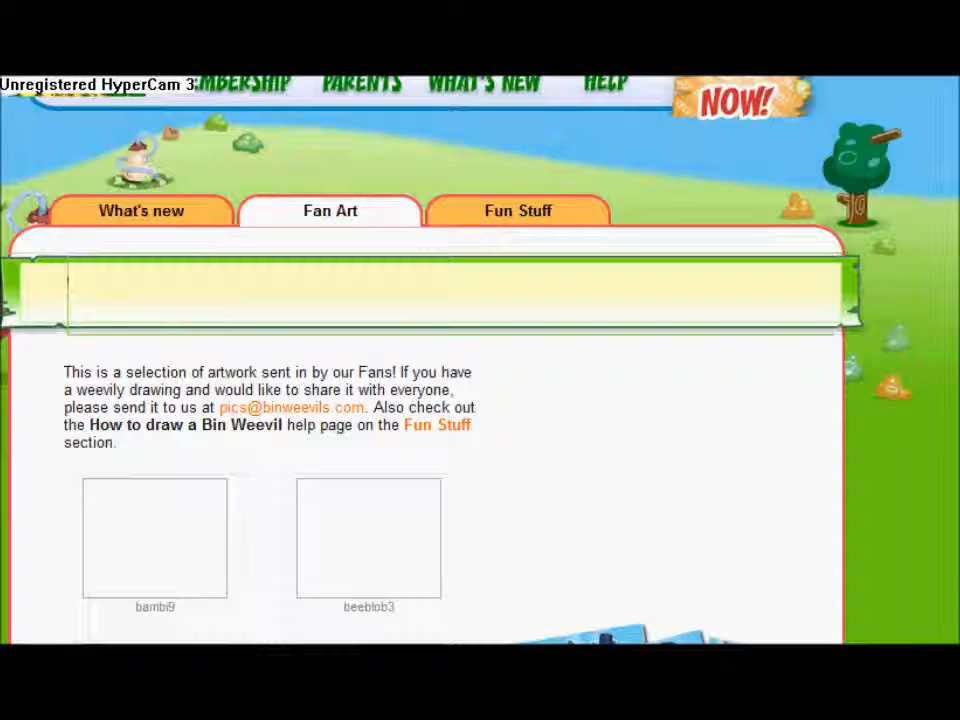 Unregistered HyperCam 3
MEMBERSHIP PARENTS WHAT'S NEW HELP
NOW!
What's new Fan Art Fun Stuff
This is a selection of artwork sent in by our Fans! If you have
a weevily drawing and would like to share it with everyone,
please send it to us at pics@binweevils.com. Also check out
the How to draw a Bin Weevil help page on the Fun Stuff
section.
bambi9 beeblob3